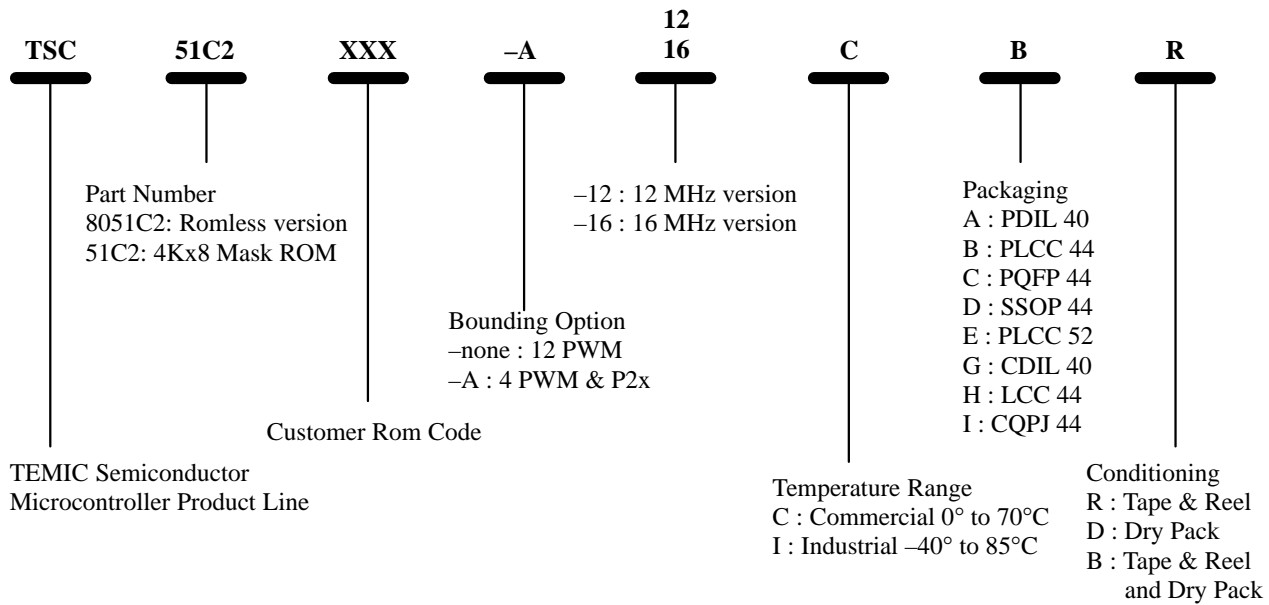 12
TSC 51C2 XXX –A 16 C B R
Part Number
8051C2: Romless version
51C2: 4Kx8 Mask ROM
–12 : 12 MHz version
–16 : 16 MHz version
Packaging
A : PDIL 40
B : PLCC 44
C : PQFP 44
D : SSOP 44
E : PLCC 52
G : CDIL 40
H : LCC 44
I : CQPJ 44
Bounding Option
–none : 12 PWM
–A : 4 PWM & P2x
Customer Rom Code
TEMIC Semiconductor
Microcontroller Product Line
Temperature Range
C : Commercial 0° to 70°C
I : Industrial –40° to 85°C
Conditioning
R : Tape & Reel
D : Dry Pack
B : Tape & Reel
and Dry Pack